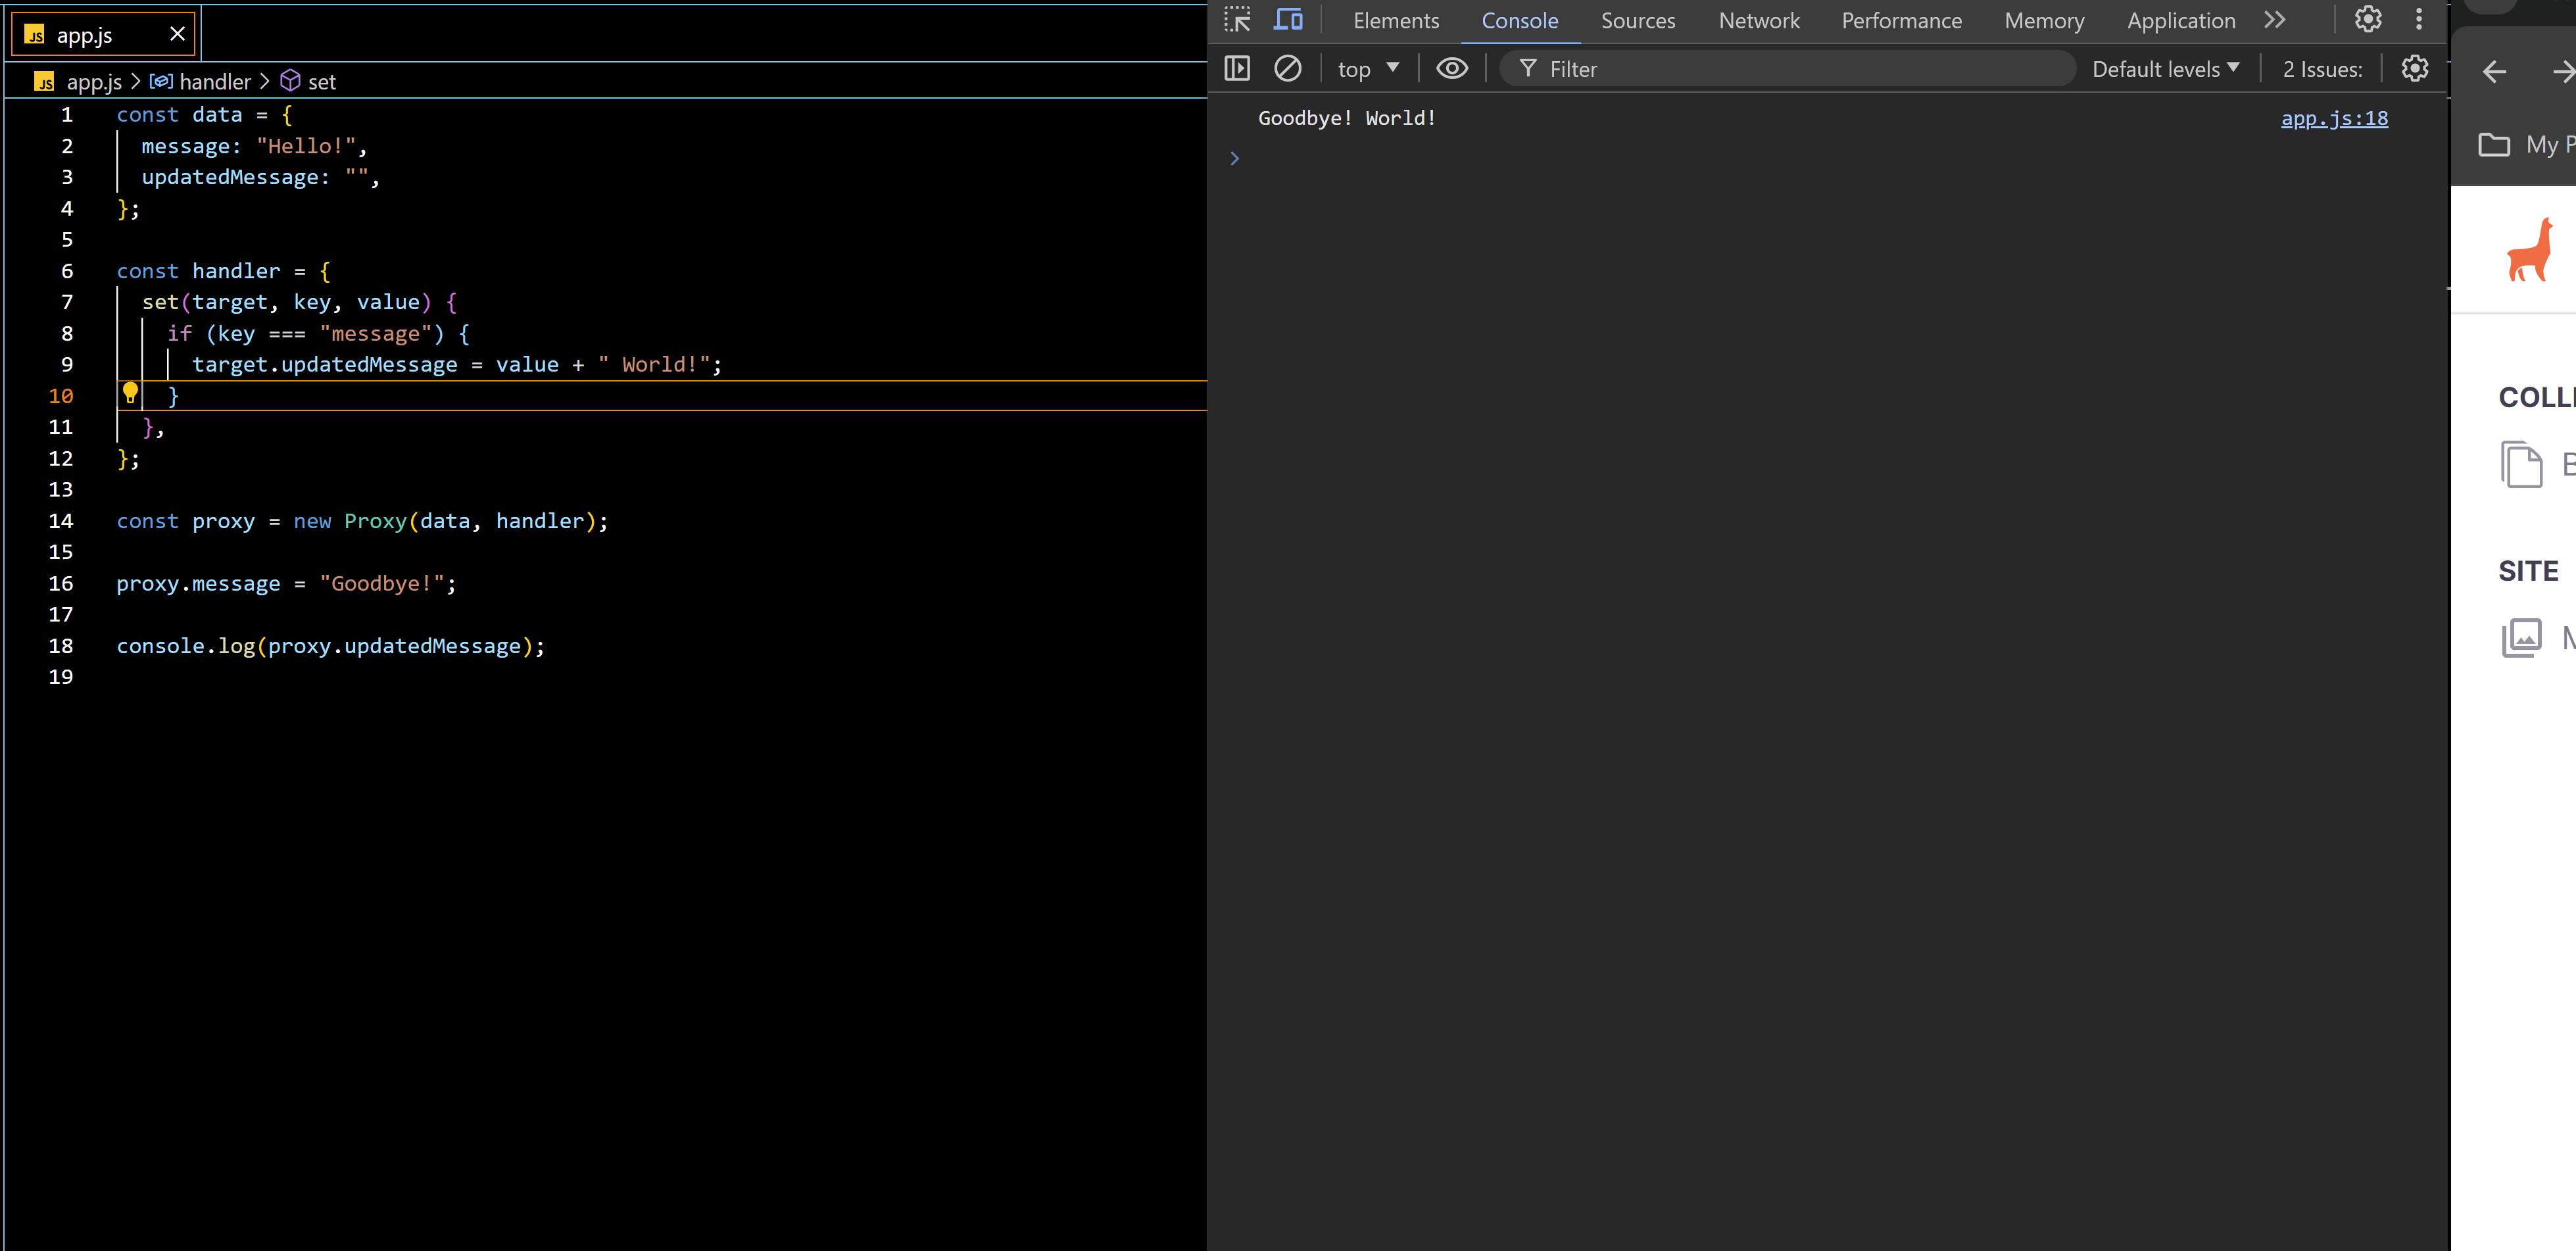 app.js
app.js handler set
1 const data = {
2 message: "Hello!",
3 updatedMessage: "",
4 };
5
6 const handler = {
7 set(target, key, value) {
8 if (key === "message") {
9 target.updatedMessage = value + " World!";
10 }
11 },
12 };
13
14 const proxy = new Proxy(data, handler);
15
16 proxy.message = "Goodbye!";
17
18 console.log(proxy.updatedMessage);
19
Elements Console Sources Network Performance Memory Application
top Filter Default levels 2 Issues:
Goodbye! World! app.js:18
My
SITE